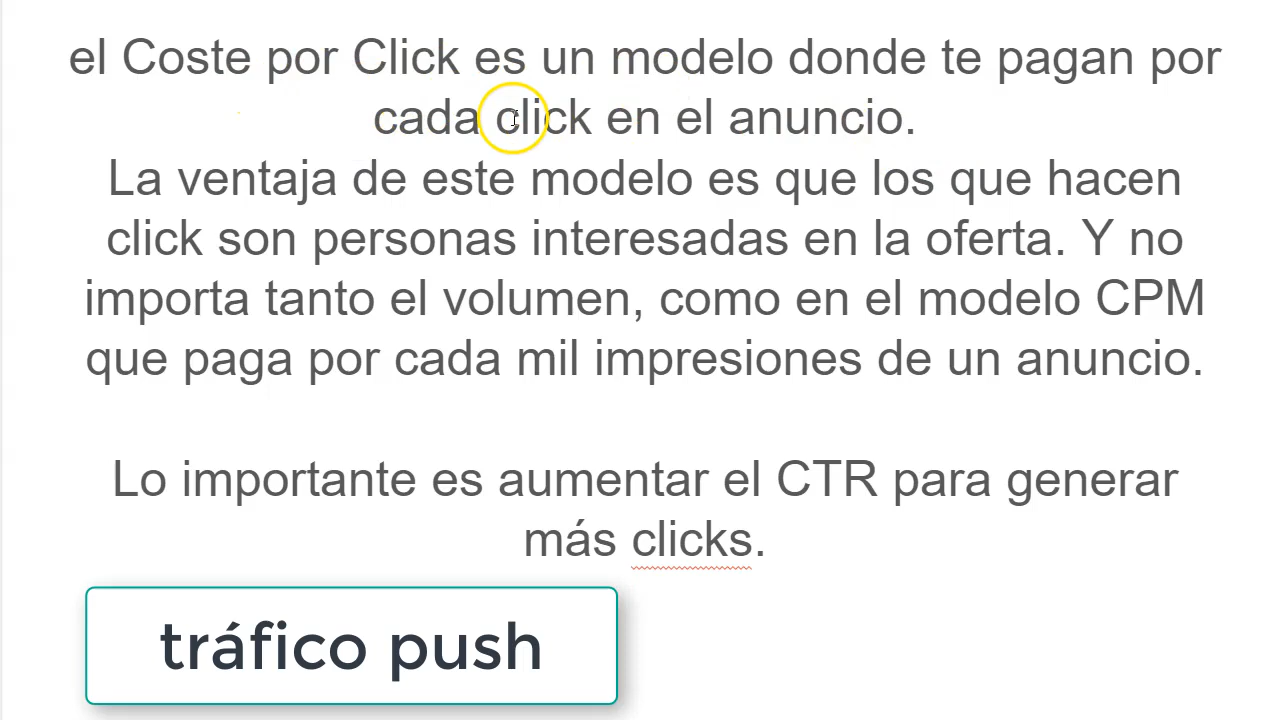 el Coste por Click es un modelo donde te pagan por
cada click en el anuncio.
La ventaja de este modelo es que los que hacen
click son personas interesadas en la oferta. Y no
importa tanto el volumen, como en el modelo CPM
que paga por cada mil impresiones de un anuncio.
Lo importante es aumentar el CTR para generar
más clicks.
tráfico push